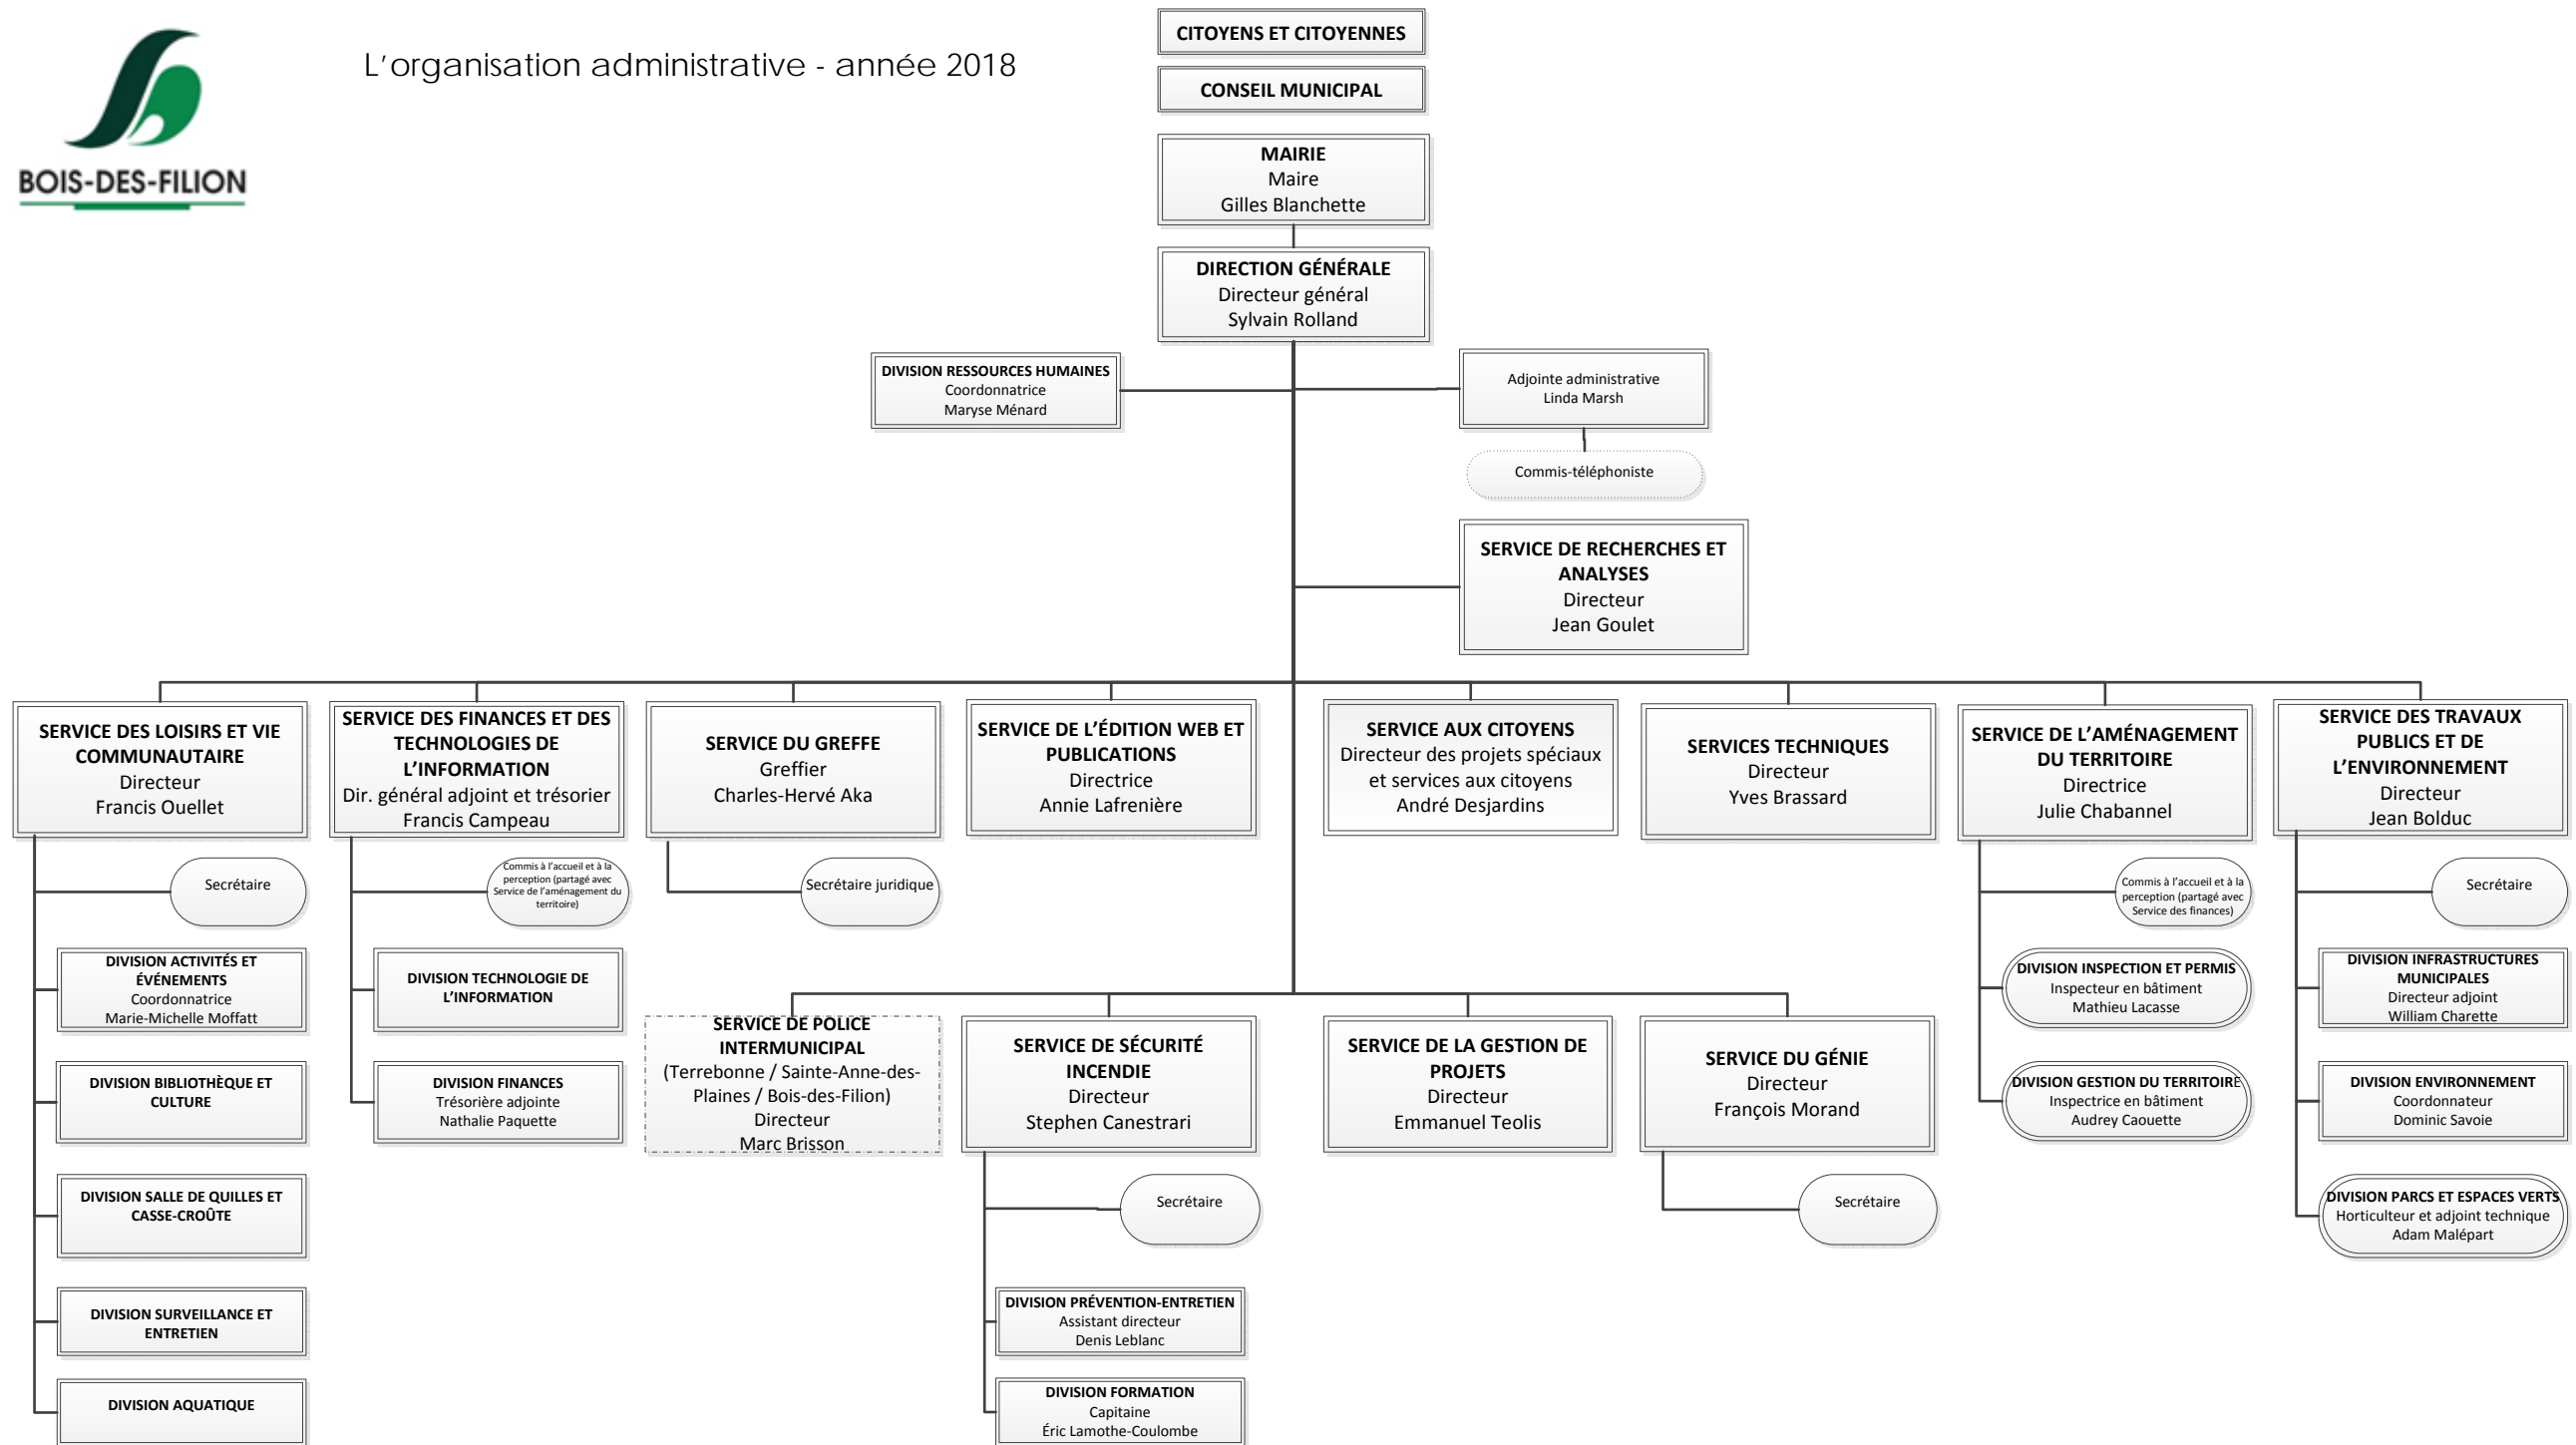 BOIS-DES-FILION
L'organisation administrative - année 2018
CITOYENS ET CITOYENNES
CONSEIL MUNICIPAL
MAIRIE
Maire
Gilles Blanchette
DIRECTION GÉNÉRALE
Directeur général
Sylvain Rolland
DIVISION RESSOURCES HUMAINES
Coordonnatrice
Maryse Ménard
Adjointe administrative
Linda Marsh
Commis-téléphoniste
SERVICE DE RECHERCHES ET
ANALYSES
Directeur
Jean Goulet
SERVICE DES LOISIRS ET VIE
COMMUNAUTAIRE
Directeur
Francis Ouellet
SERVICE DES FINANCES ET DES
TECHNOLOGIES DE
L'INFORMATION
Dir. général adjoint et trésorier
Francis Campeau
SERVICE DU GREFFE
Greffier
Charles-Hervé Aka
SERVICE DE L'ÉDITION WEB ET
PUBLICATIONS
Directrice
Annie Lafrenière
SERVICE AUX CITOYENS
Directeur des projets spéciaux
et services aux citoyens
André Desjardins
SERVICES TECHNIQUES
Directeur
Yves Brassard
SERVICE DE L'AMÉNAGEMENT
DU TERRITOIRE
Directrice
Julie Chabannel
SERVICE DES TRAVAUX
PUBLICS ET DE
L'ENVIRONNEMENT
Directeur
Jean Bolduc
Secrétaire
DIVISION ACTIVITÉS ET
ÉVÉNEMENTS
Coordonnatrice
Marie-Michelle Moffatt
DIVISION BIBLIOTHÈQUE ET
CULTURE
DIVISION SALLE DE QUILLES ET
CASSE-CROÛTE
DIVISION SURVEILLANCE ET
ENTRETIEN
DIVISION AQUATIQUE
Commis à l'accueil et à la
perception (partagé avec
Service de l'aménagement du
territoire)
DIVISION TECHNOLOGIE DE
L'INFORMATION
DIVISION FINANCES
Trésorière adjointe
Nathalie Paquette
Secrétaire juridique
Commis à l'accueil et à la
perception (partagé avec
Service des finances)
DIVISION INSPECTION ET PERMIS
Inspecteur en bâtiment
Mathieu Lacasse
DIVISION GESTION DU TERRITOIRE
Inspectrice en bâtiment
Audrey Caouette
Secrétaire
DIVISION INFRASTRUCTURES
MUNICIPALES
Directeur adjoint
William Charette
DIVISION ENVIRONNEMENT
Coordonnateur
Dominic Savoie
DIVISION PARCS ET ESPACES VERTS
Horticulteur et adjoint technique
Adam Malépart
SERVICE DE POLICE
INTERMUNICIPAL
(Terrebonne / Sainte-Anne-des-
Plaines / Bois-des-Filion)
Directeur
Marc Brisson
SERVICE DE SÉCURITÉ
INCENDIE
Directeur
Stephen Canestrari
SERVICE DE LA GESTION DE
PROJETS
Directeur
Emmanuel Teolis
SERVICE DU GÉNIE
Directeur
François Morand
Secrétaire
DIVISION PRÉVENTION-ENTRETIEN
Assistant directeur
Denis Leblanc
DIVISION FORMATION
Capitaine
Éric Lamothe-Coulombe
Secrétaire